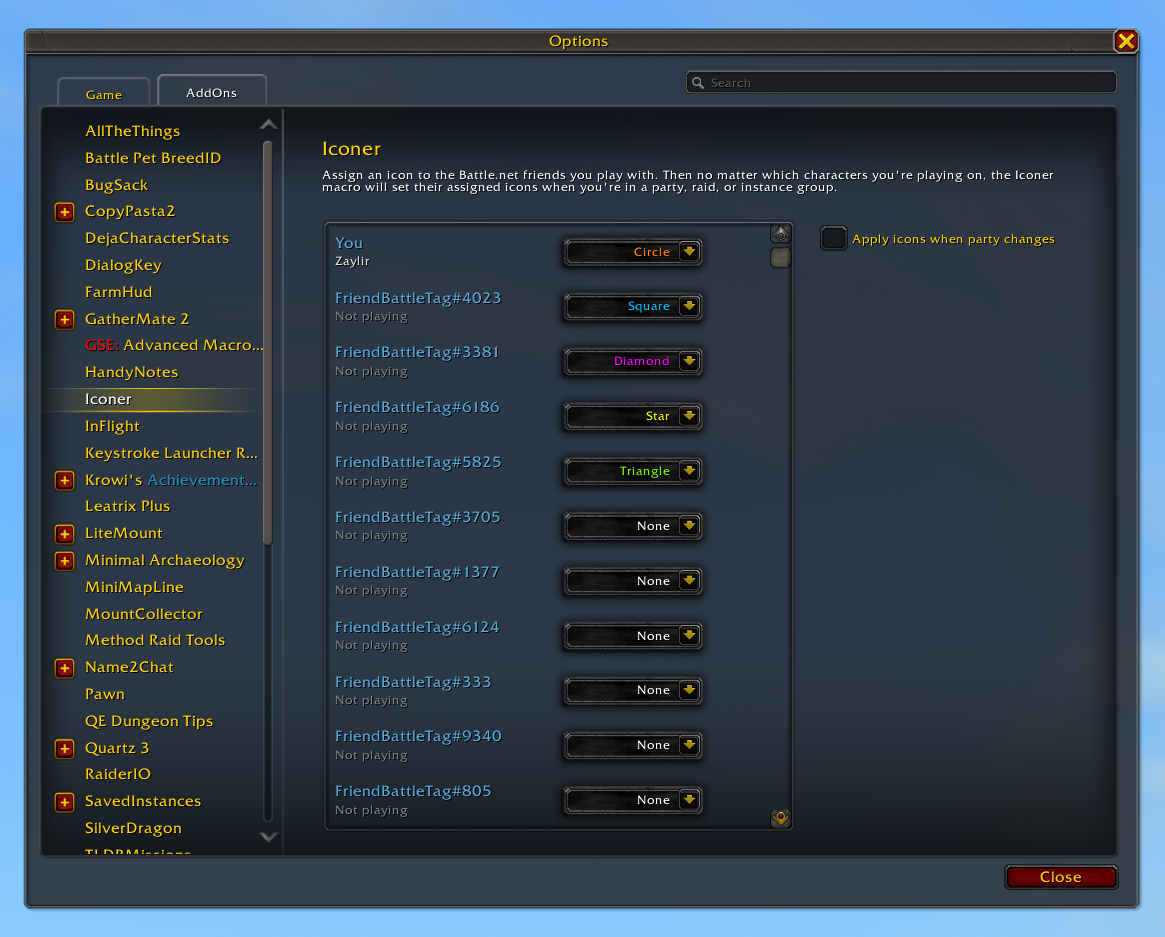 Options
Game
AddOns
Search
AllTheThings
Battle Pet BreedID
BugSack
CopyPasta2
DejaCharacterStats
DialogKey
FarmHud
GatherMate 2
GSE: Advanced Macro...
HandyNotes
Iconer
InFlight
Keystroke Launcher R...
Krowi's Achievement...
Leatrix Plus
LiteMount
Minimal Archaeology
MiniMapLine
MountCollector
Method Raid Tools
Name2Chat
Pawn
QE Dungeon Tips
Quartz 3
RaiderIO
SavedInstances
SilverDragon
TLDRMissions
Iconer
Assign an icon to the Battle.net friends you play with. Then no matter which characters you're playing on, the Iconer
macro will set their assigned icons when you're in a party, raid, or instance group.
You
Zaylir
Circle
FriendBattleTag#4023
Not playing
Square
FriendBattleTag#3381
Not playing
Diamond
FriendBattleTag#6186
Not playing
Star
FriendBattleTag#5825
Not playing
Triangle
FriendBattleTag#3705
Not playing
None
FriendBattleTag#1377
Not playing
None
FriendBattleTag#6124
Not playing
None
FriendBattleTag#333
Not playing
None
FriendBattleTag#9340
Not playing
None
FriendBattleTag#805
Not playing
None
Apply icons when party changes
Close